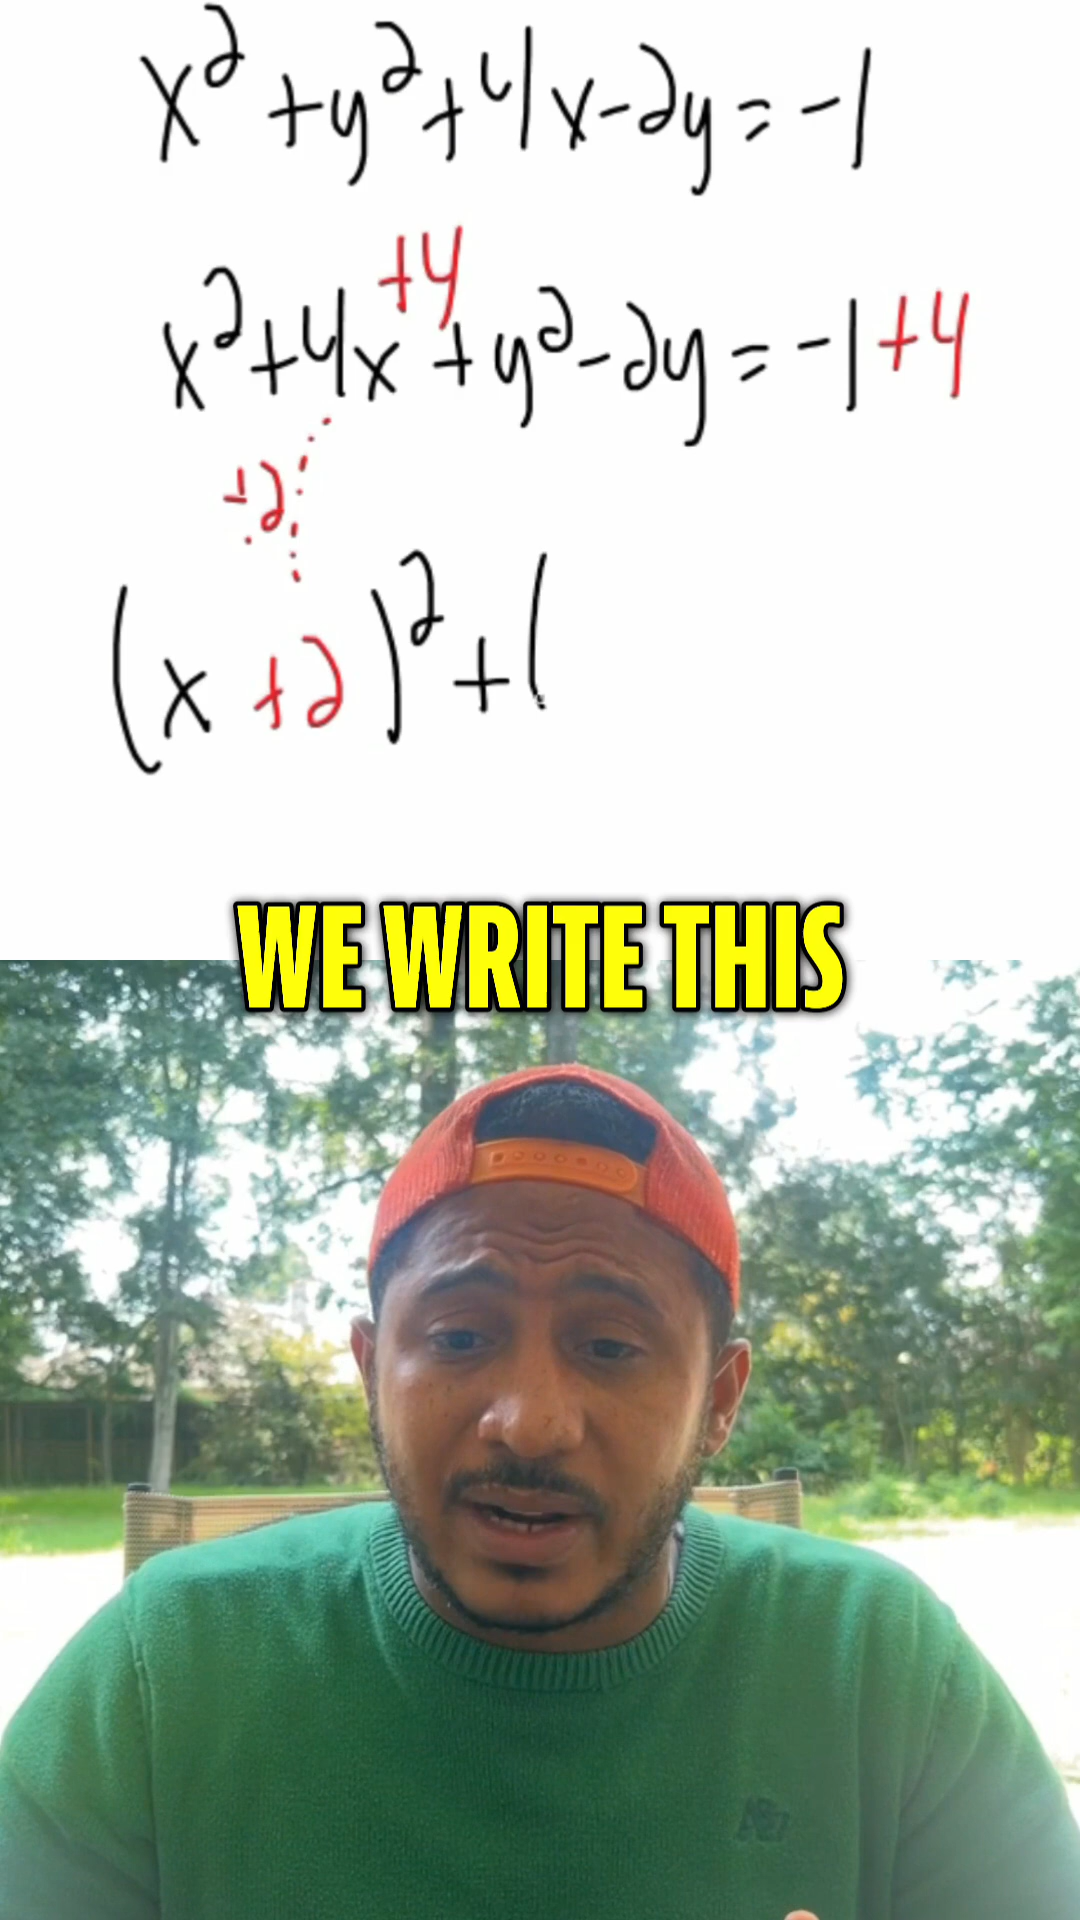 x² + y² + 4x - 2y = -1
+4
x² + 4x + y² - 2y = -1 +4
÷2
(x +2)² + (
WE WRITE THIS